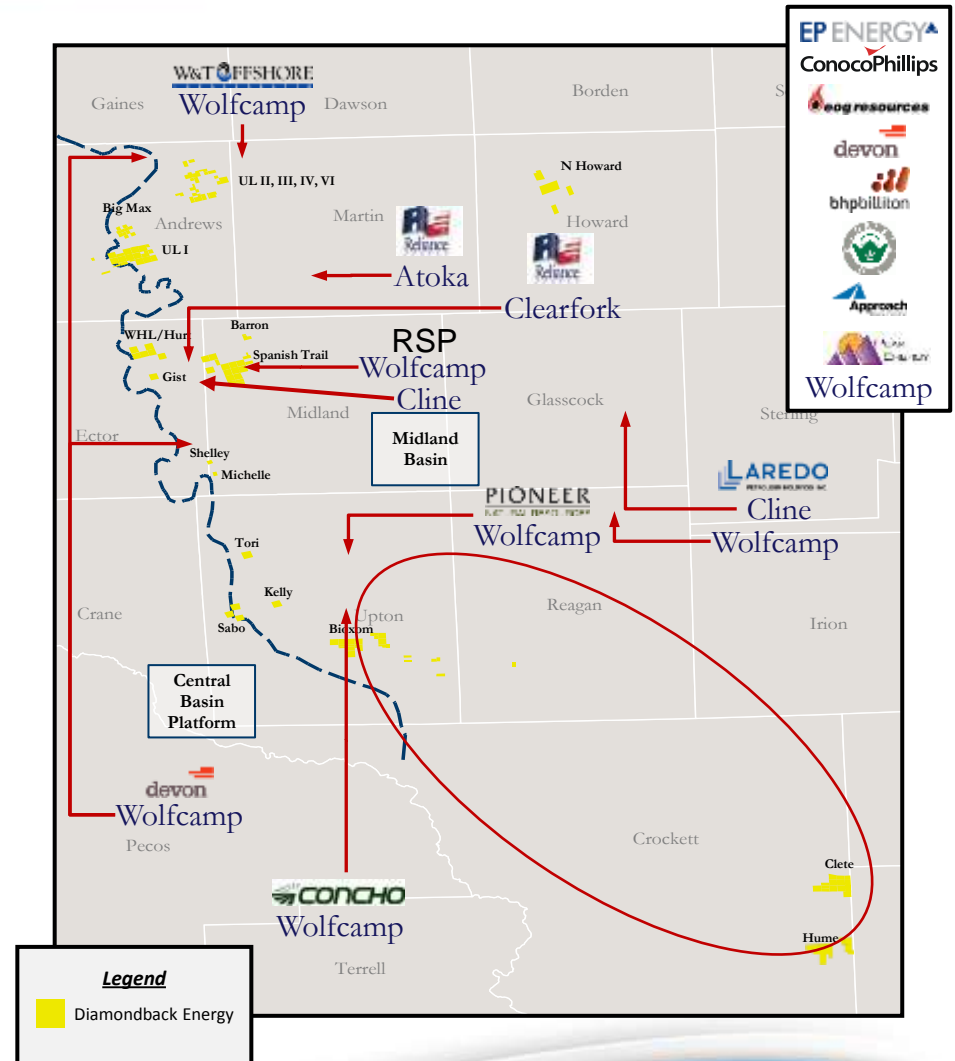 EP ENERGY
ConocoPhillips
eog resources
devon
bhpbilliton
Approach
Wolfcamp
W&T OFFSHORE
Wolfcamp
Gaines
Dawson
Borden
S
UL II, III, IV, VI
N Howard
Big Max
Andrews
Martin
Howard
UL I
Reliance
Reliance
Atoka
Clearfork
WHL/Hur
Barron
RSP
Spanish Trail
Wolfcamp
Gist
Cline
Midland
Glasscock
Sterling
Ector
Midland
Basin
Shelley
Michelle
LAREDO
PIONEER
Cline
Wolfcamp
Wolfcamp
Tori
Kelly
Crane
Sabo
Upton
Reagan
Irion
Central
Basin
Platform
devon
Wolfcamp
Pecos
Crockett
Clete
CONCHO
Wolfcamp
Hume
Terrell
Legend
Diamondback Energy